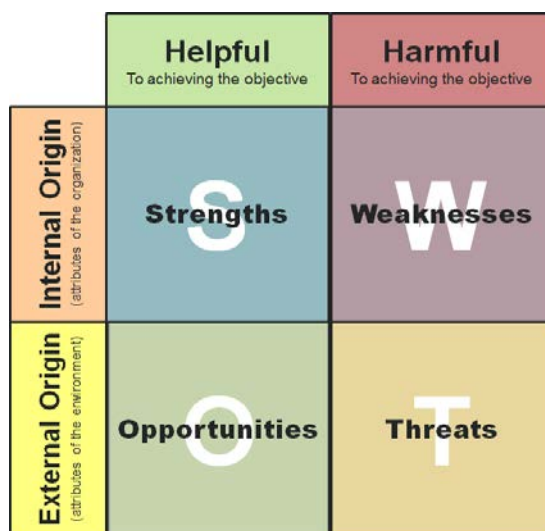 Helpful
To achieving the objective
Harmful
To achieving the objective
Internal Origin
(attributes of the organization)
S
Strengths
W
Weaknesses
External Origin
(attributes of the environment)
O
Opportunities
T
Threats